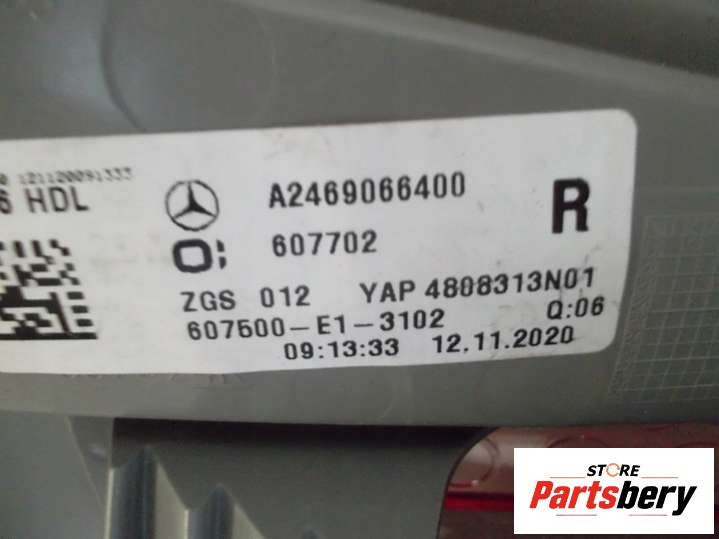 121120091333
6 HDL
A2469066400
R
607702
ZGS 012 YAP 4808313N01
607500-E1-3102 Q:06
09:13:33 12.11.2020
STORE
Partsbery